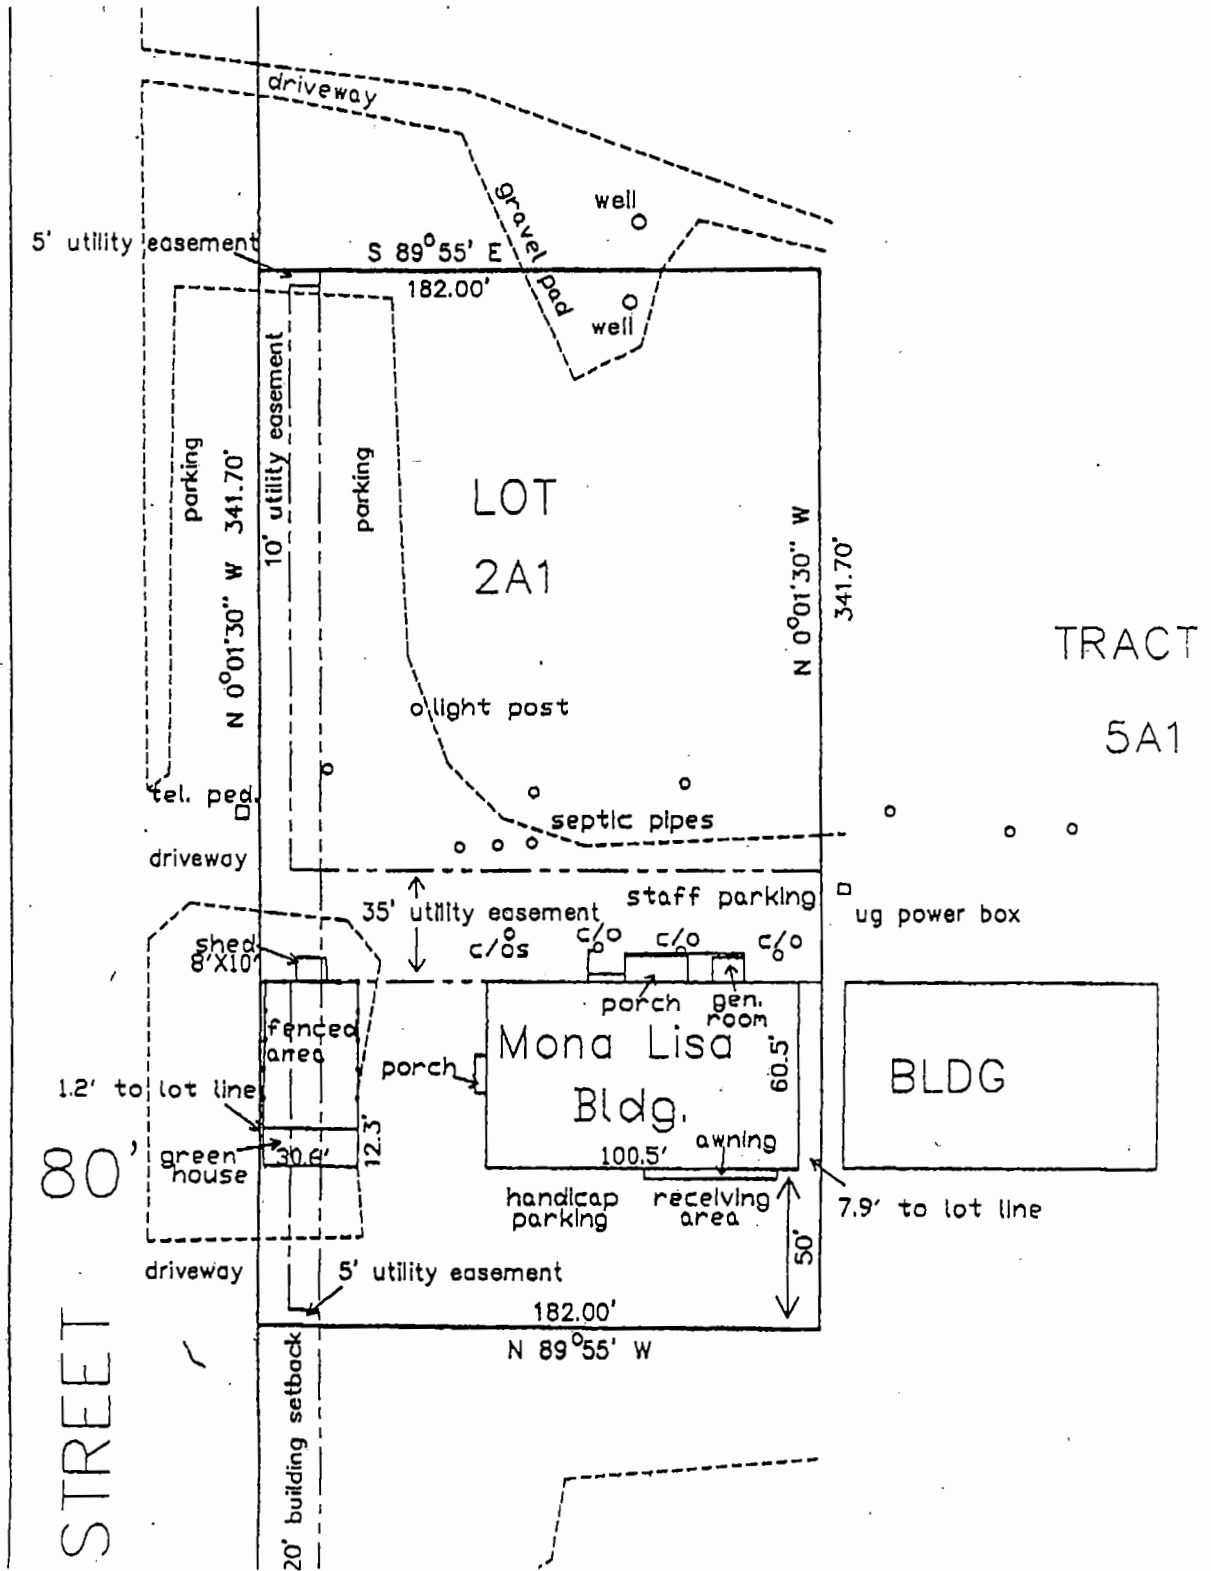 driveway
gravel pad
well
5' utility easement
S 89°55' E
182.00'
well
10' utility easement
parking
parking
N 0°01'30" W 341.70'
LOT
2A1
N 0°01'30" W
341.70'
TRACT
5A1
light post
tel. ped.
septic pipes
driveway
staff parking
35' utility easement
ug power box
c/os
c/o
c/o
c/o
shed
8'X10'
porch
gen.
room
fenced
area
Mona Lisa
Bldg.
60.5'
BLDG
porch
1.2' to lot line
12.3'
80'
green
house
30.6'
awning
100.5'
handicap
parking
receiving
area
7.9' to lot line
50'
driveway
5' utility easement
182.00'
N 89°55' W
STREET
20' building setback